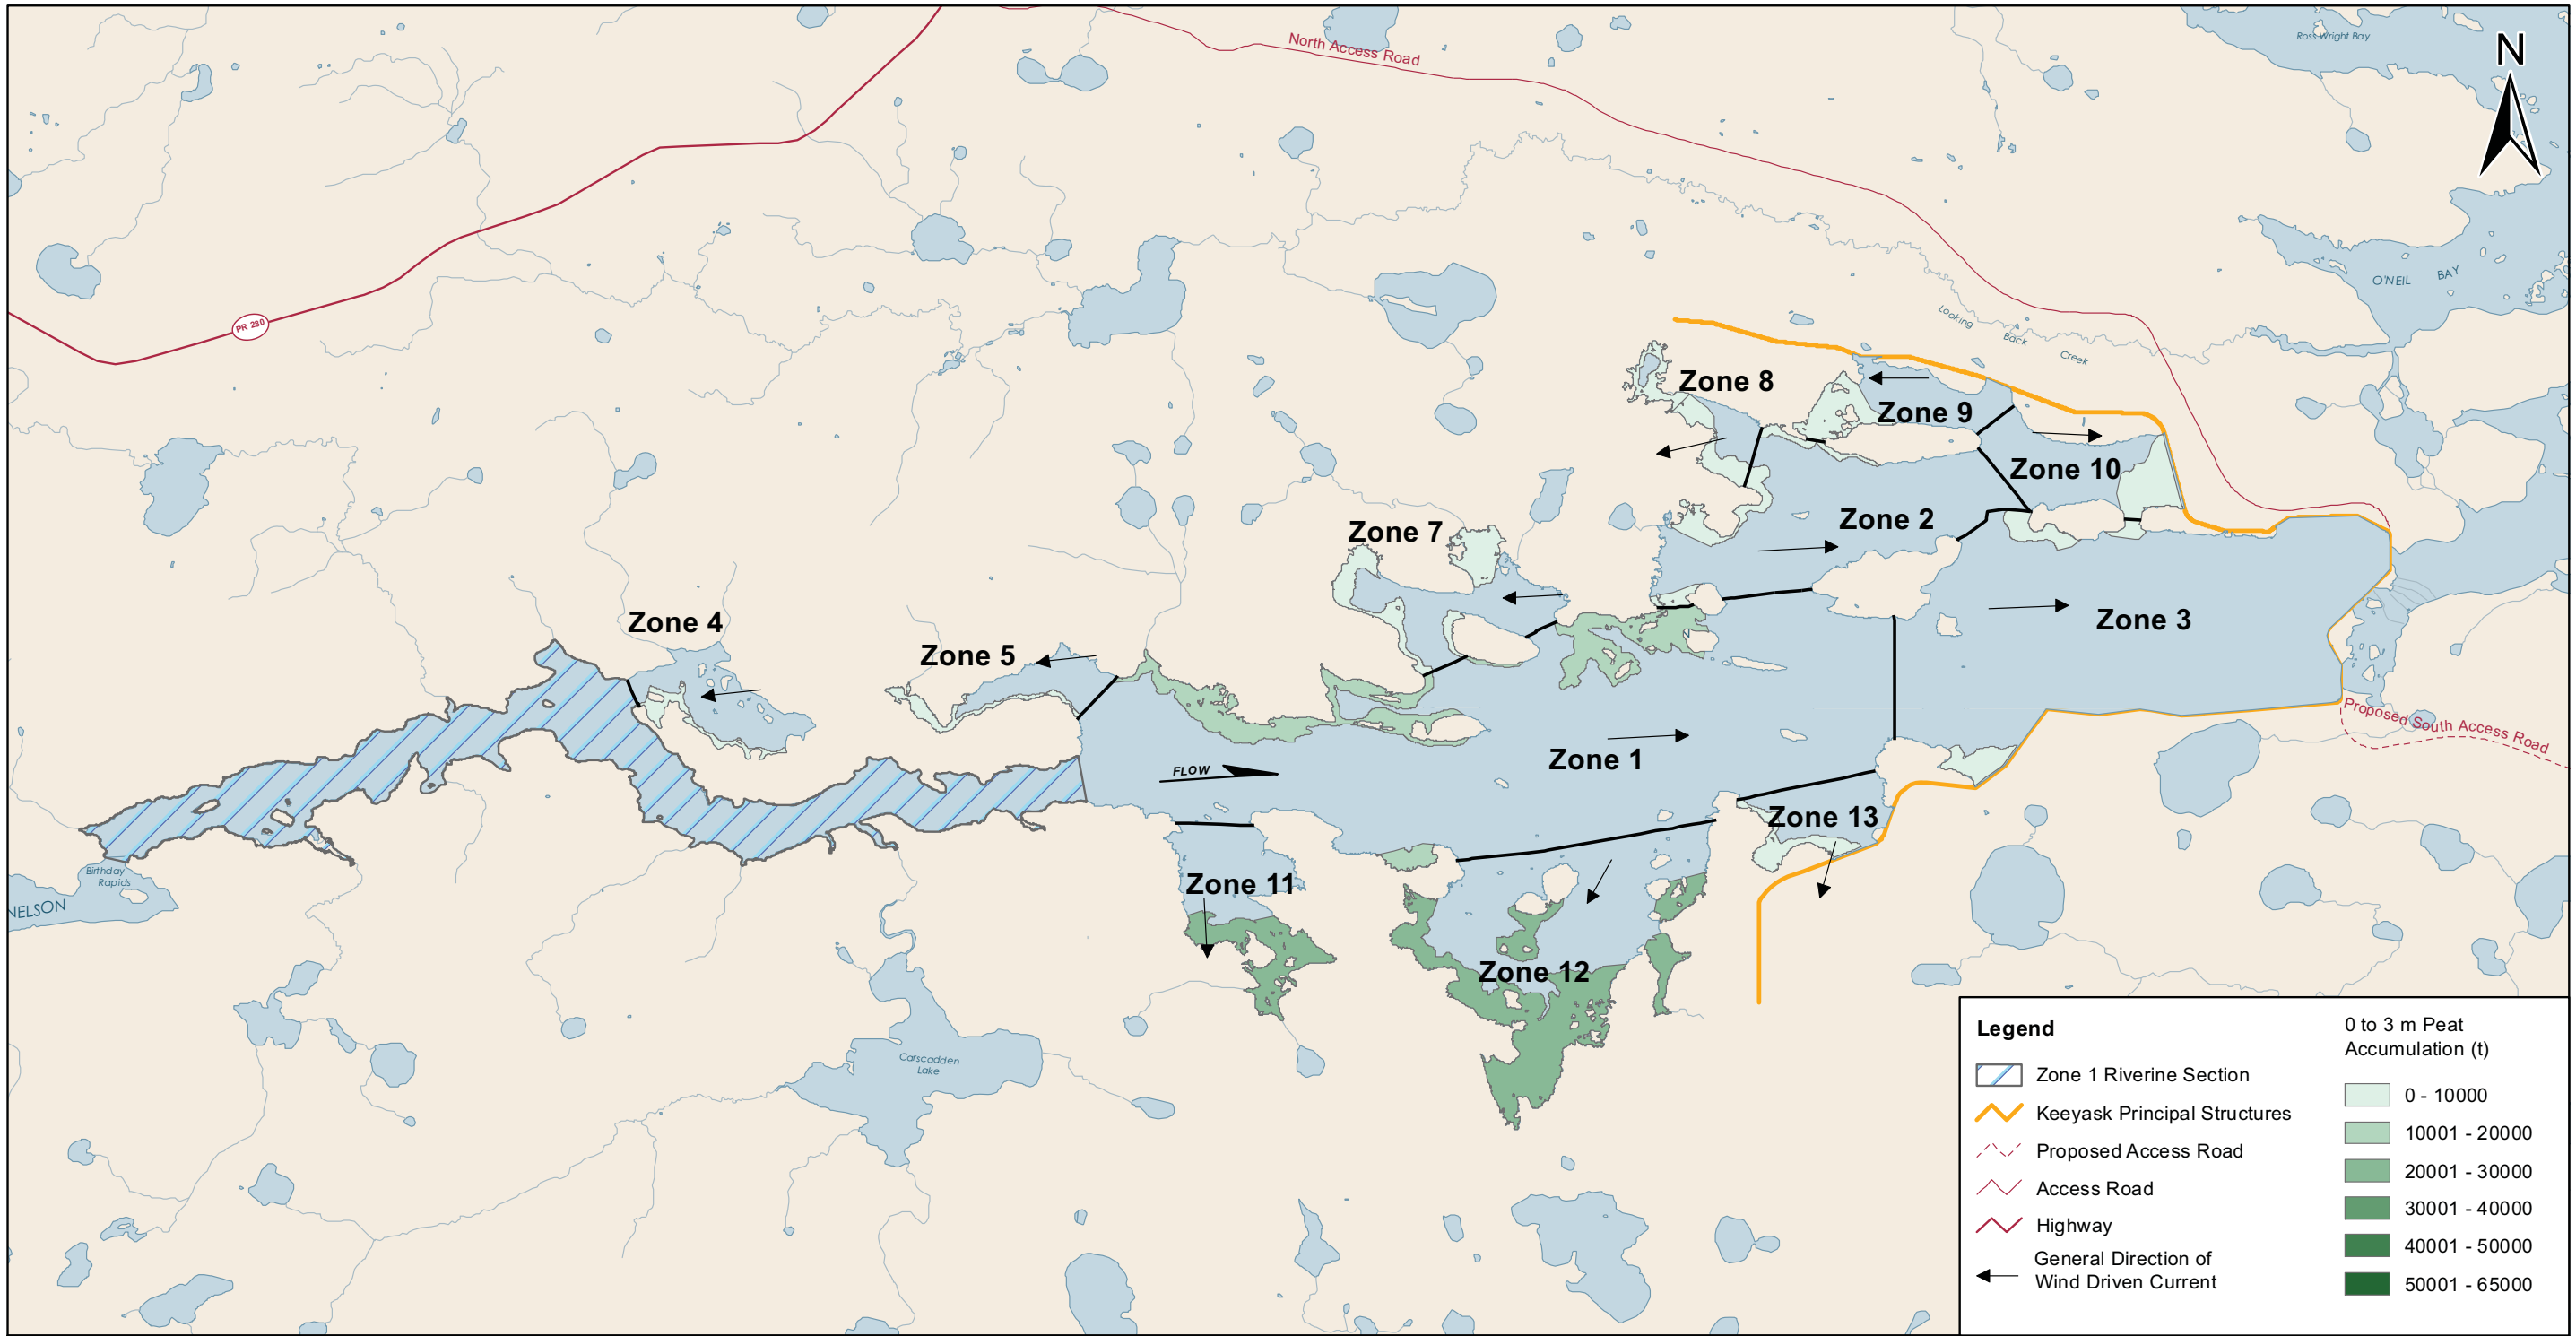 North Access Road
Ross Wright Bay
N
PR 280
O'NEIL BAY
Looking
Back
Creek
Zone 8
Zone 9
Zone 10
Zone 2
Zone 7
Zone 3
Zone 4
Zone 5
Proposed South Access Road
Zone 1
FLOW
Zone 13
Birthday
Rapids
NELSON
Zone 11
Zone 12
Carscadden
Lake
Legend
Zone 1 Riverine Section
Keeyask Principal Structures
Proposed Access Road
Access Road
Highway
General Direction of
Wind Driven Current
0 to 3 m Peat
Accumulation (t)
0 - 10000
10001 - 20000
20001 - 30000
30001 - 40000
40001 - 50000
50001 - 65000